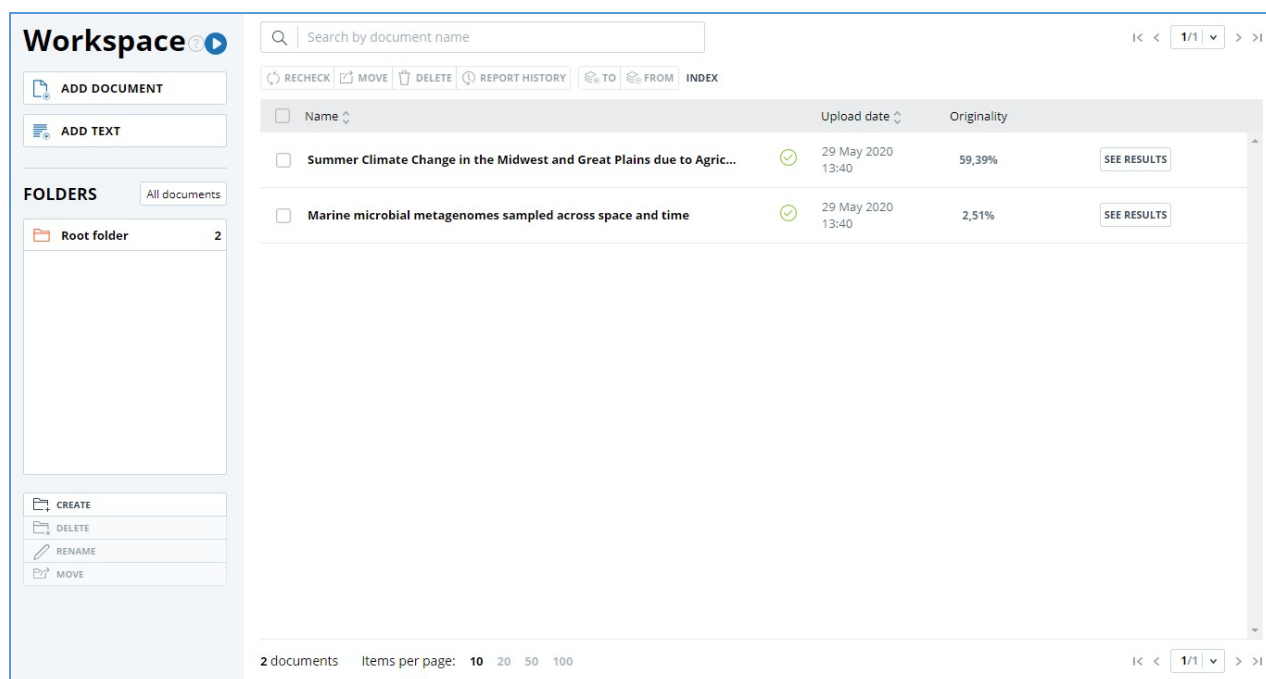 Workspace ?
ADD DOCUMENT
ADD TEXT
FOLDERS All documents
Root folder 2
CREATE
DELETE
RENAME
MOVE
Search by document name 1/1
RECHECK MOVE DELETE REPORT HISTORY TO FROM INDEX
Name Upload date Originality
Summer Climate Change in the Midwest and Great Plains due to Agric... 29 May 2020 59,39% SEE RESULTS
13:40
Marine microbial metagenomes sampled across space and time 29 May 2020 2,51% SEE RESULTS
13:40
2 documents Items per page: 10 20 50 100 1/1